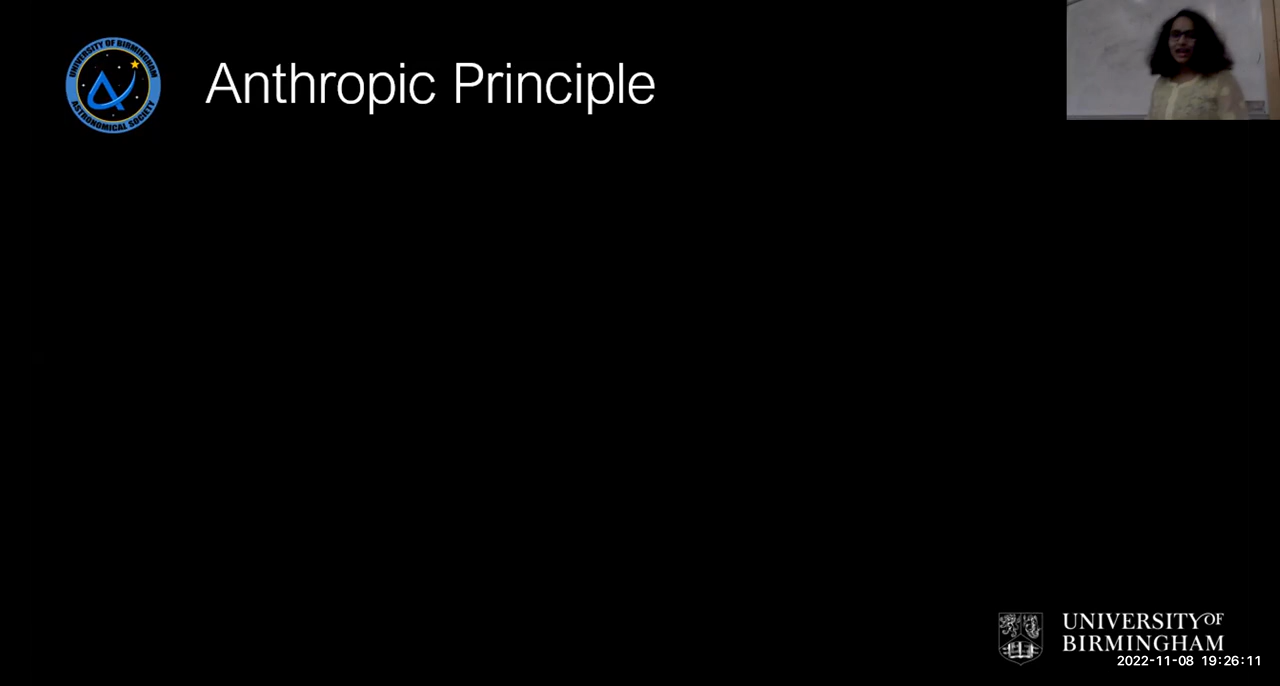 UNIVERSITY OF BIRMINGHAM
ASTRONOMICAL SOCIETY
Anthropic Principle
UNIVERSITY OF
BIRMINGHAM
2022-11-08 19:26:11